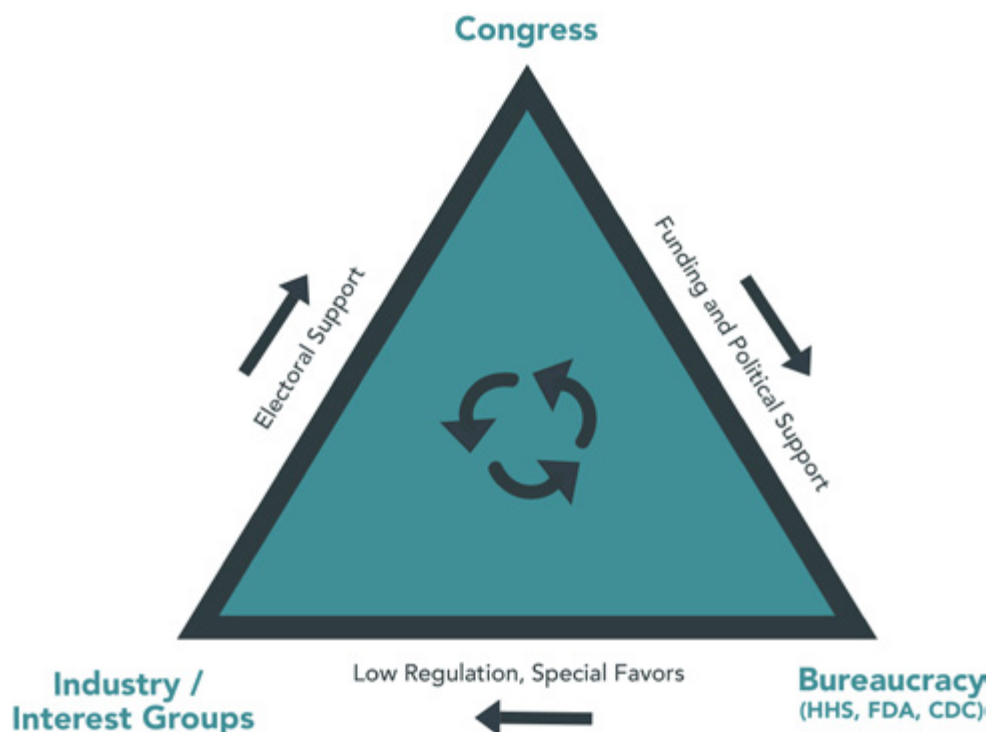 Congress
Electoral Support
Funding and Political Support
Low Regulation, Special Favors
Industry /
Interest Groups
Bureaucracy
(HHS, FDA, CDC)